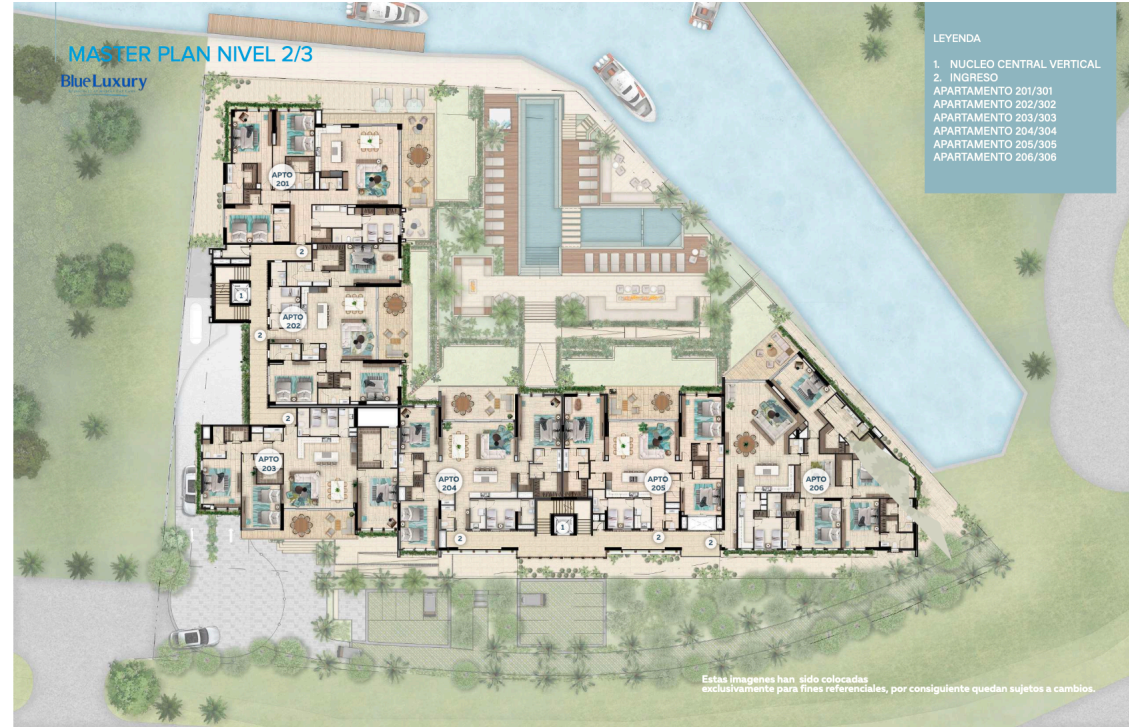 MASTER PLAN NIVEL 2/3
BlueLuxury
LEYENDA
1. NUCLEO CENTRAL VERTICAL
2. INGRESO
APARTAMENTO 201/301
APARTAMENTO 202/302
APARTAMENTO 203/303
APARTAMENTO 204/304
APARTAMENTO 205/305
APARTAMENTO 206/306
APTO
201
2
1
APTO
202
2
2
APTO
203
APTO
204
APTO
205
APTO
206
1
2
2
2
Estas imagenes han sido colocadas
exclusivamente para fines referenciales, por consiguiente quedan sujetos a cambios.